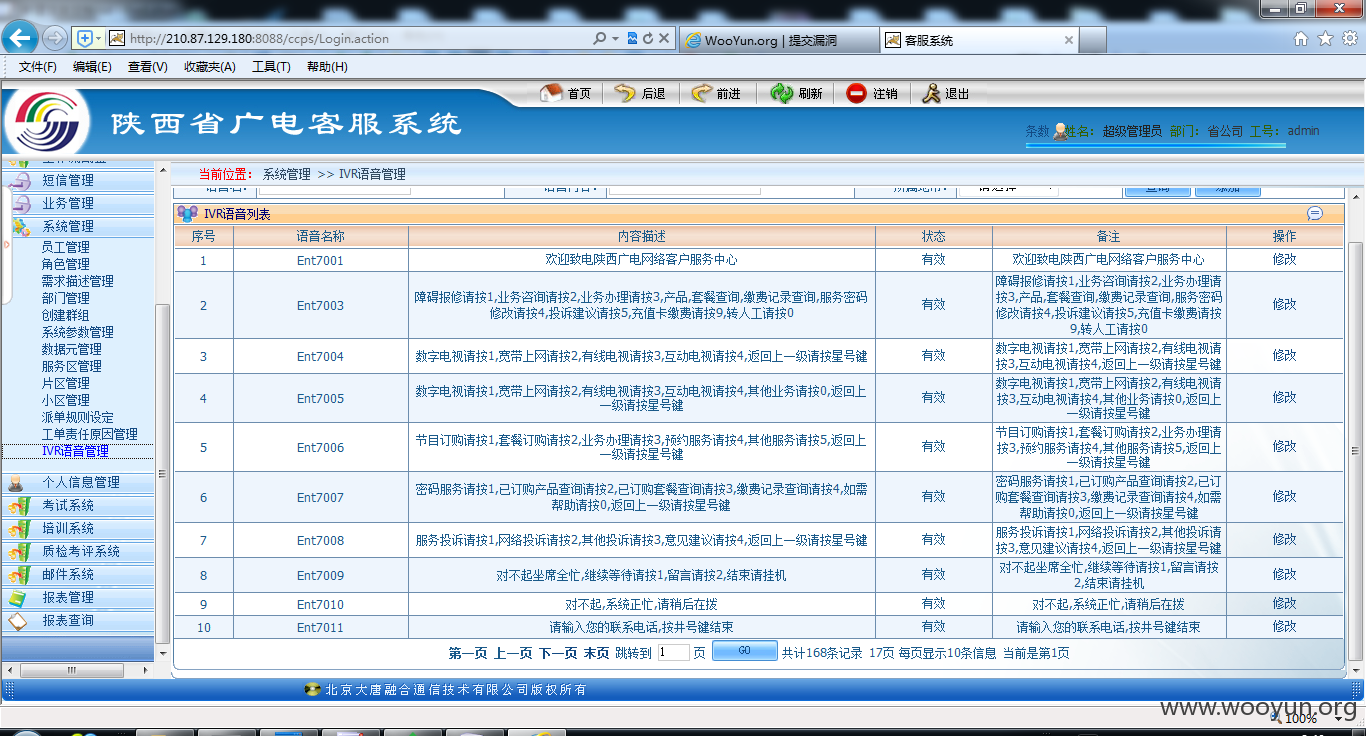 http://210.87.129.180:8088/ccps/Login.action
WooYun.org | 提交漏洞
客服系统
文件(F) 编辑(E) 查看(V) 收藏夹(A) 工具(T) 帮助(H)
首页 后退 前进 刷新 注销 退出
陕西省广电客服系统
条数 姓名: 超级管理员 部门: 省公司 工号: admin
当前位置: 系统管理 >> IVR语音管理
短信管理
业务管理
系统管理
员工管理
角色管理
需求描述管理
部门管理
创建群组
系统参数管理
数据元管理
服务区管理
片区管理
小区管理
派单规则设定
工单责任原因管理
IVR语音管理
个人信息管理
考试系统
培训系统
质检考评系统
邮件系统
报表管理
报表查询
IVR语音列表
序号 语音名称 内容描述 状态 备注 操作
1 Ent7001 欢迎致电陕西广电网络客户服务中心 有效 欢迎致电陕西广电网络客户服务中心 修改
2 Ent7003 障碍报修请按1,业务咨询请按2,业务办理请按3,产品,套餐查询,缴费记录查询,服务密码
修改请按4,投诉建议请按5,充值卡缴费请按9,转人工请按0 有效
障碍报修请按1,业务咨询请按2,业务办理请
按3,产品,套餐查询,缴费记录查询,服务密码
修改请按4,投诉建议请按5,充值卡缴费请按
9,转人工请按0 修改
3 Ent7004 数字电视请按1,宽带上网请按2,有线电视请按3,互动电视请按4,返回上一级请按星号键 有效
数字电视请按1,宽带上网请按2,有线电视请
按3,互动电视请按4,返回上一级请按星号键 修改
4 Ent7005 数字电视请按1,宽带上网请按2,有线电视请按3,互动电视请按4,其他业务请按0,返回上
一级请按星号键 有效
数字电视请按1,宽带上网请按2,有线电视请
按3,互动电视请按4,其他业务请按0,返回上
一级请按星号键 修改
5 Ent7006 节目订购请按1,套餐订购请按2,业务办理请按3,预约服务请按4,其他服务请按5,返回上
一级请按星号键 有效
节目订购请按1,套餐订购请按2,业务办理请
按3,预约服务请按4,其他服务请按5,返回上
一级请按星号键 修改
6 Ent7007 密码服务请按1,已订购产品查询请按2,已订购套餐查询请按3,缴费记录查询请按4,如需
帮助请按0,返回上一级请按星号键 有效
密码服务请按1,已订购产品查询请按2,已订
购套餐查询请按3,缴费记录查询请按4,如需
帮助请按0,返回上一级请按星号键 修改
7 Ent7008 服务投诉请按1,网络投诉请按2,其他投诉请按3,意见建议请按4,返回上一级请按星号键 有效
服务投诉请按1,网络投诉请按2,其他投诉请
按3,意见建议请按4,返回上一级请按星号键 修改
8 Ent7009 对不起坐席全忙,继续等待请按1,留言请按2,结束请挂机 有效
对不起坐席全忙,继续等待请按1,留言请按
2,结束请挂机 修改
9 Ent7010 对不起,系统正忙,请稍后在拨 有效 对不起,系统正忙,请稍后在拨 修改
10 Ent7011 请输入您的联系电话,按井号键结束 有效 请输入您的联系电话,按井号键结束 修改
第一页 上一页 下一页 末页 跳转到 1 页 GO 共计168条记录 17页 每页显示10条信息 当前是第1页
北京大唐融合通信技术有限公司版权所有
www.wooyun.org
100%